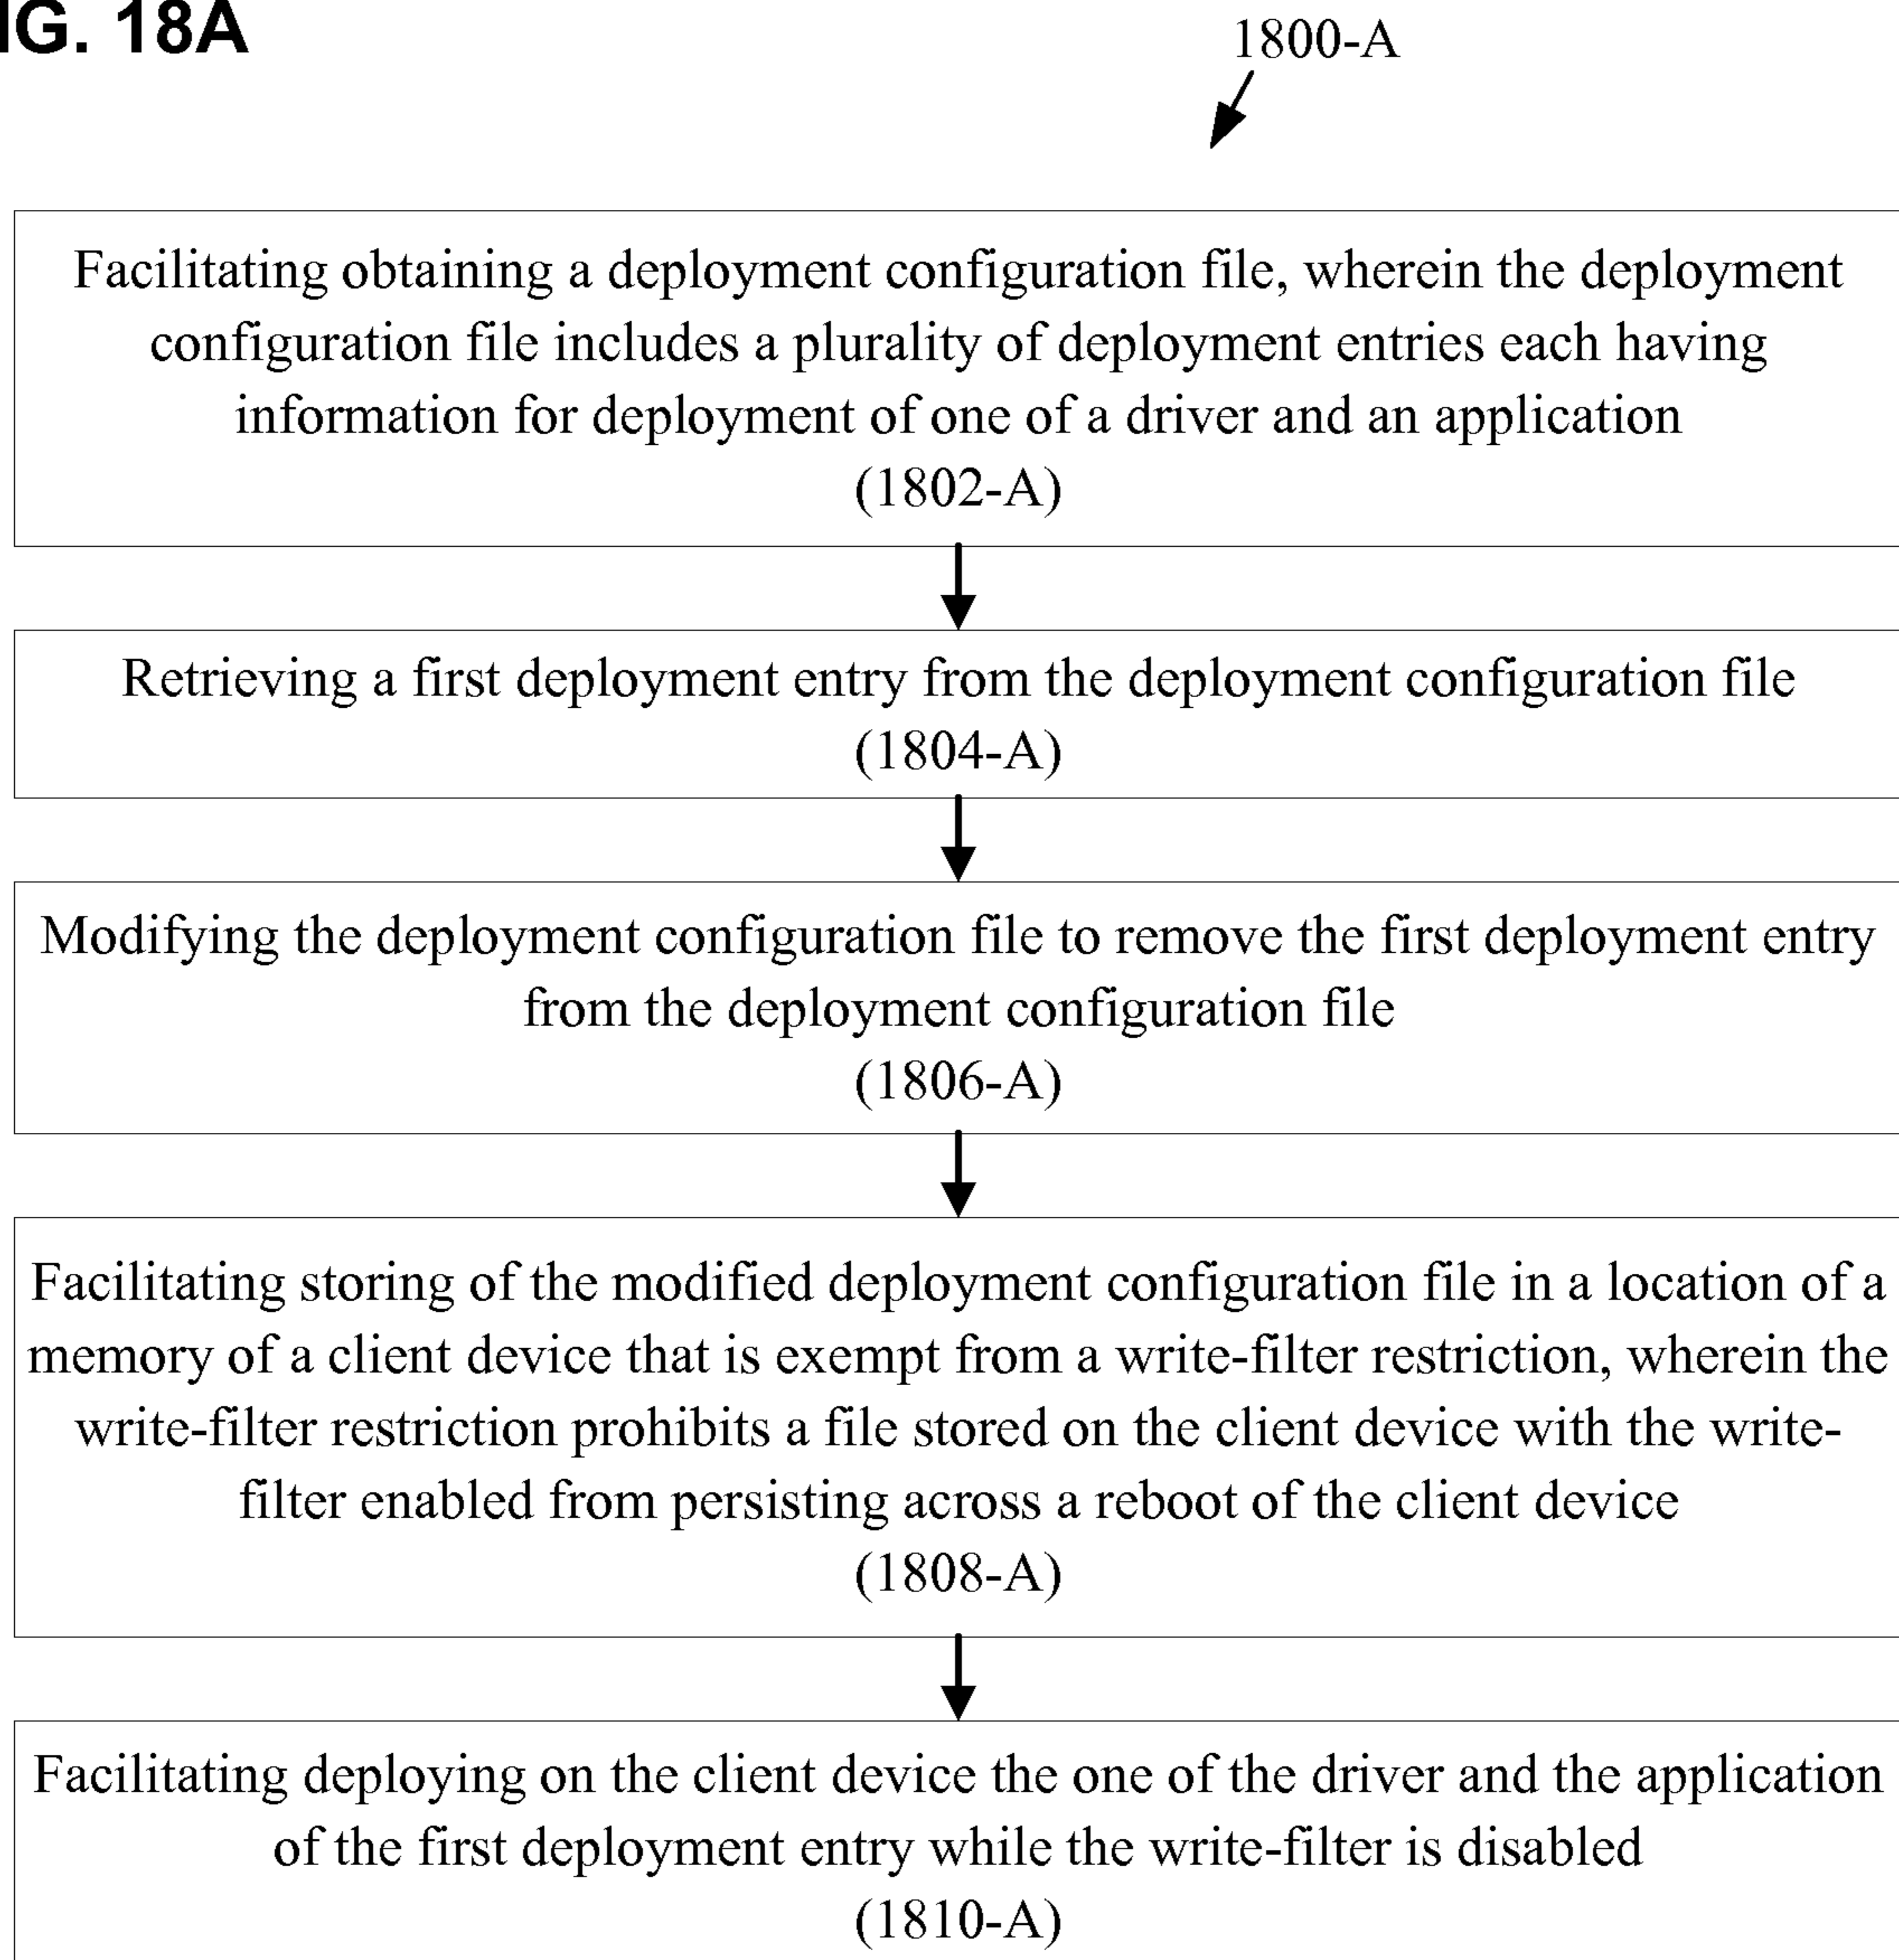 IG. 18A
1800-A
Facilitating obtaining a deployment configuration file, wherein the deployment
configuration file includes a plurality of deployment entries each having
information for deployment of one of a driver and an application
(1802-A)
Retrieving a first deployment entry from the deployment configuration file
(1804-A)
Modifying the deployment configuration file to remove the first deployment entry
from the deployment configuration file
(1806-A)
Facilitating storing of the modified deployment configuration file in a location of a
memory of a client device that is exempt from a write-filter restriction, wherein the
write-filter restriction prohibits a file stored on the client device with the write-
filter enabled from persisting across a reboot of the client device
(1808-A)
Facilitating deploying on the client device the one of the driver and the application
of the first deployment entry while the write-filter is disabled
(1810-A)